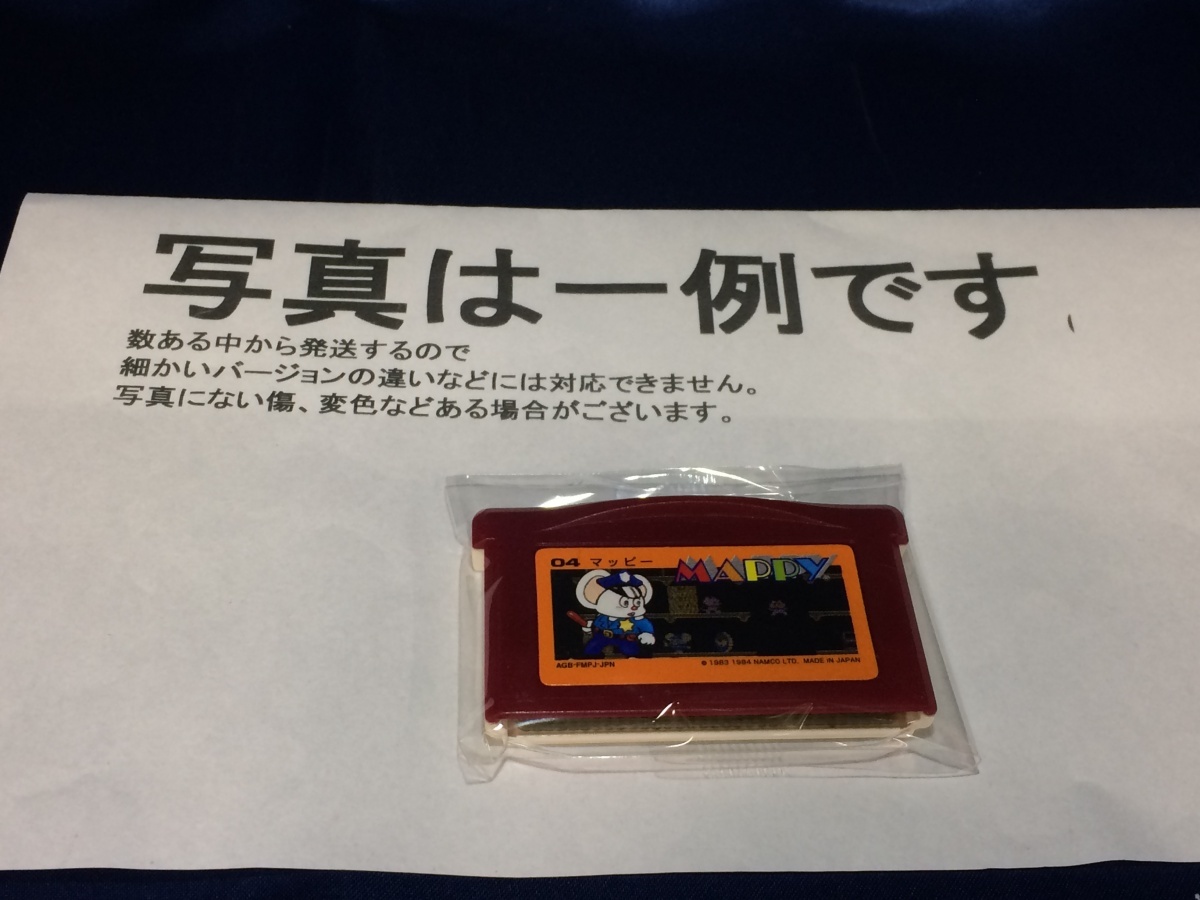 写真は一例です
数ある中から発送するので
細かいバージョンの違いなどには対応できません。
写真にない傷、変色などある場合がございます。
04 マッピー MAPPY
AGB-FMPJ-JPN © 1983 1984 NAMCO LTD. MADE IN JAPAN